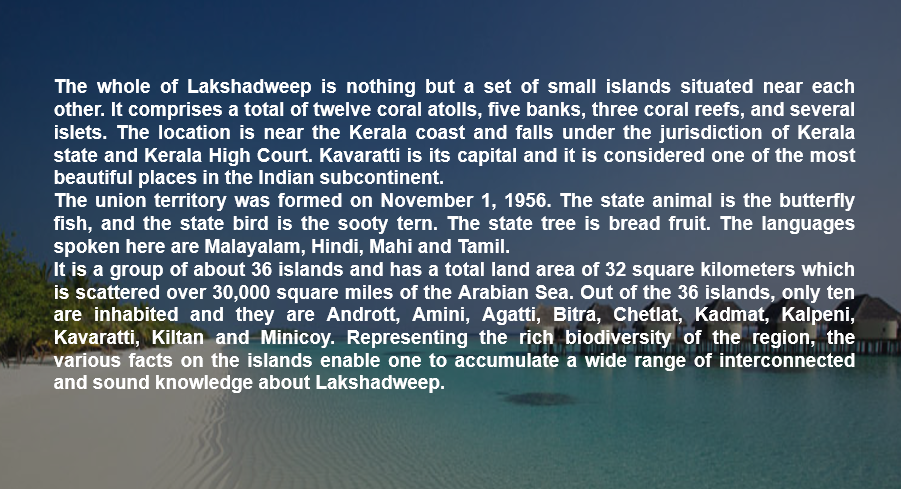 The whole of Lakshadweep is nothing but a set of small islands situated near each
other. It comprises a total of twelve coral atolls, five banks, three coral reefs, and several
islets. The location is near the Kerala coast and falls under the jurisdiction of Kerala
state and Kerala High Court. Kavaratti is its capital and it is considered one of the most
beautiful places in the Indian subcontinent.
The union territory was formed on November 1, 1956. The state animal is the butterfly
fish, and the state bird is the sooty tern. The state tree is bread fruit. The languages
spoken here are Malayalam, Hindi, Mahi and Tamil.
It is a group of about 36 islands and has a total land area of 32 square kilometers which
is scattered over 30,000 square miles of the Arabian Sea. Out of the 36 islands, only ten
are inhabited and they are Andrott, Amini, Agatti, Bitra, Chetlat, Kadmat, Kalpeni,
Kavaratti, Kiltan and Minicoy. Representing the rich biodiversity of the region, the
various facts on the islands enable one to accumulate a wide range of interconnected
and sound knowledge about Lakshadweep.